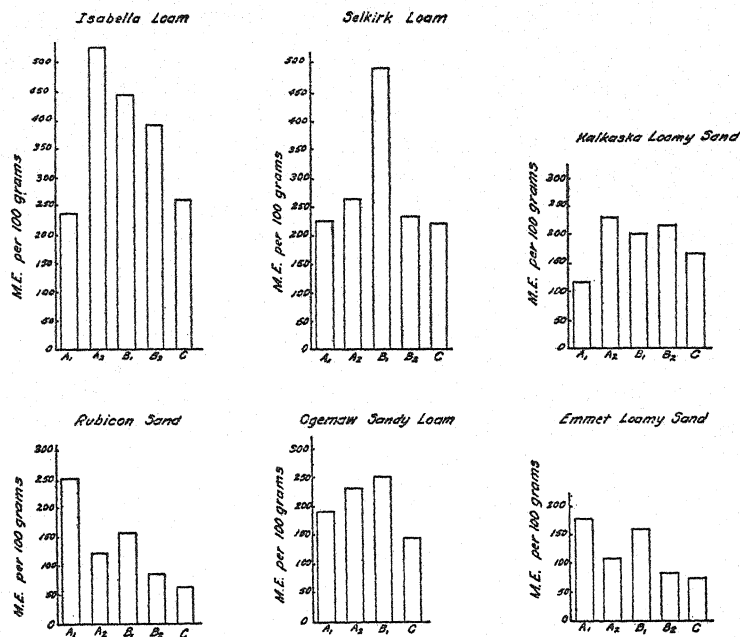 Isabella Loam
M.E. per 100 grams
500
450
400
350
300
250
200
150
100
50
0
A₁ A₂ B₁ B₂ C
Selkirk Loam
M.E. per 100 grams
500
450
400
350
300
250
200
150
100
50
0
A₁ A₂ B₁ B₂ C
Kalkaska Loamy Sand
M.E. per 100 grams
300
250
200
150
100
50
0
A₁ A₂ B₁ B₂ C
Rubicon Sand
M.E. per 100 grams
300
250
200
150
100
50
0
A₁ A₂ B₁ B₂ C
Ogemaw Sandy Loam
M.E. per 100 grams
300
250
200
150
100
50
0
A₁ A₂ B₁ C
Emmet Loamy Sand
M.E. per 100 grams
200
150
100
50
0
A₁ A₂ B₁ B₂ C